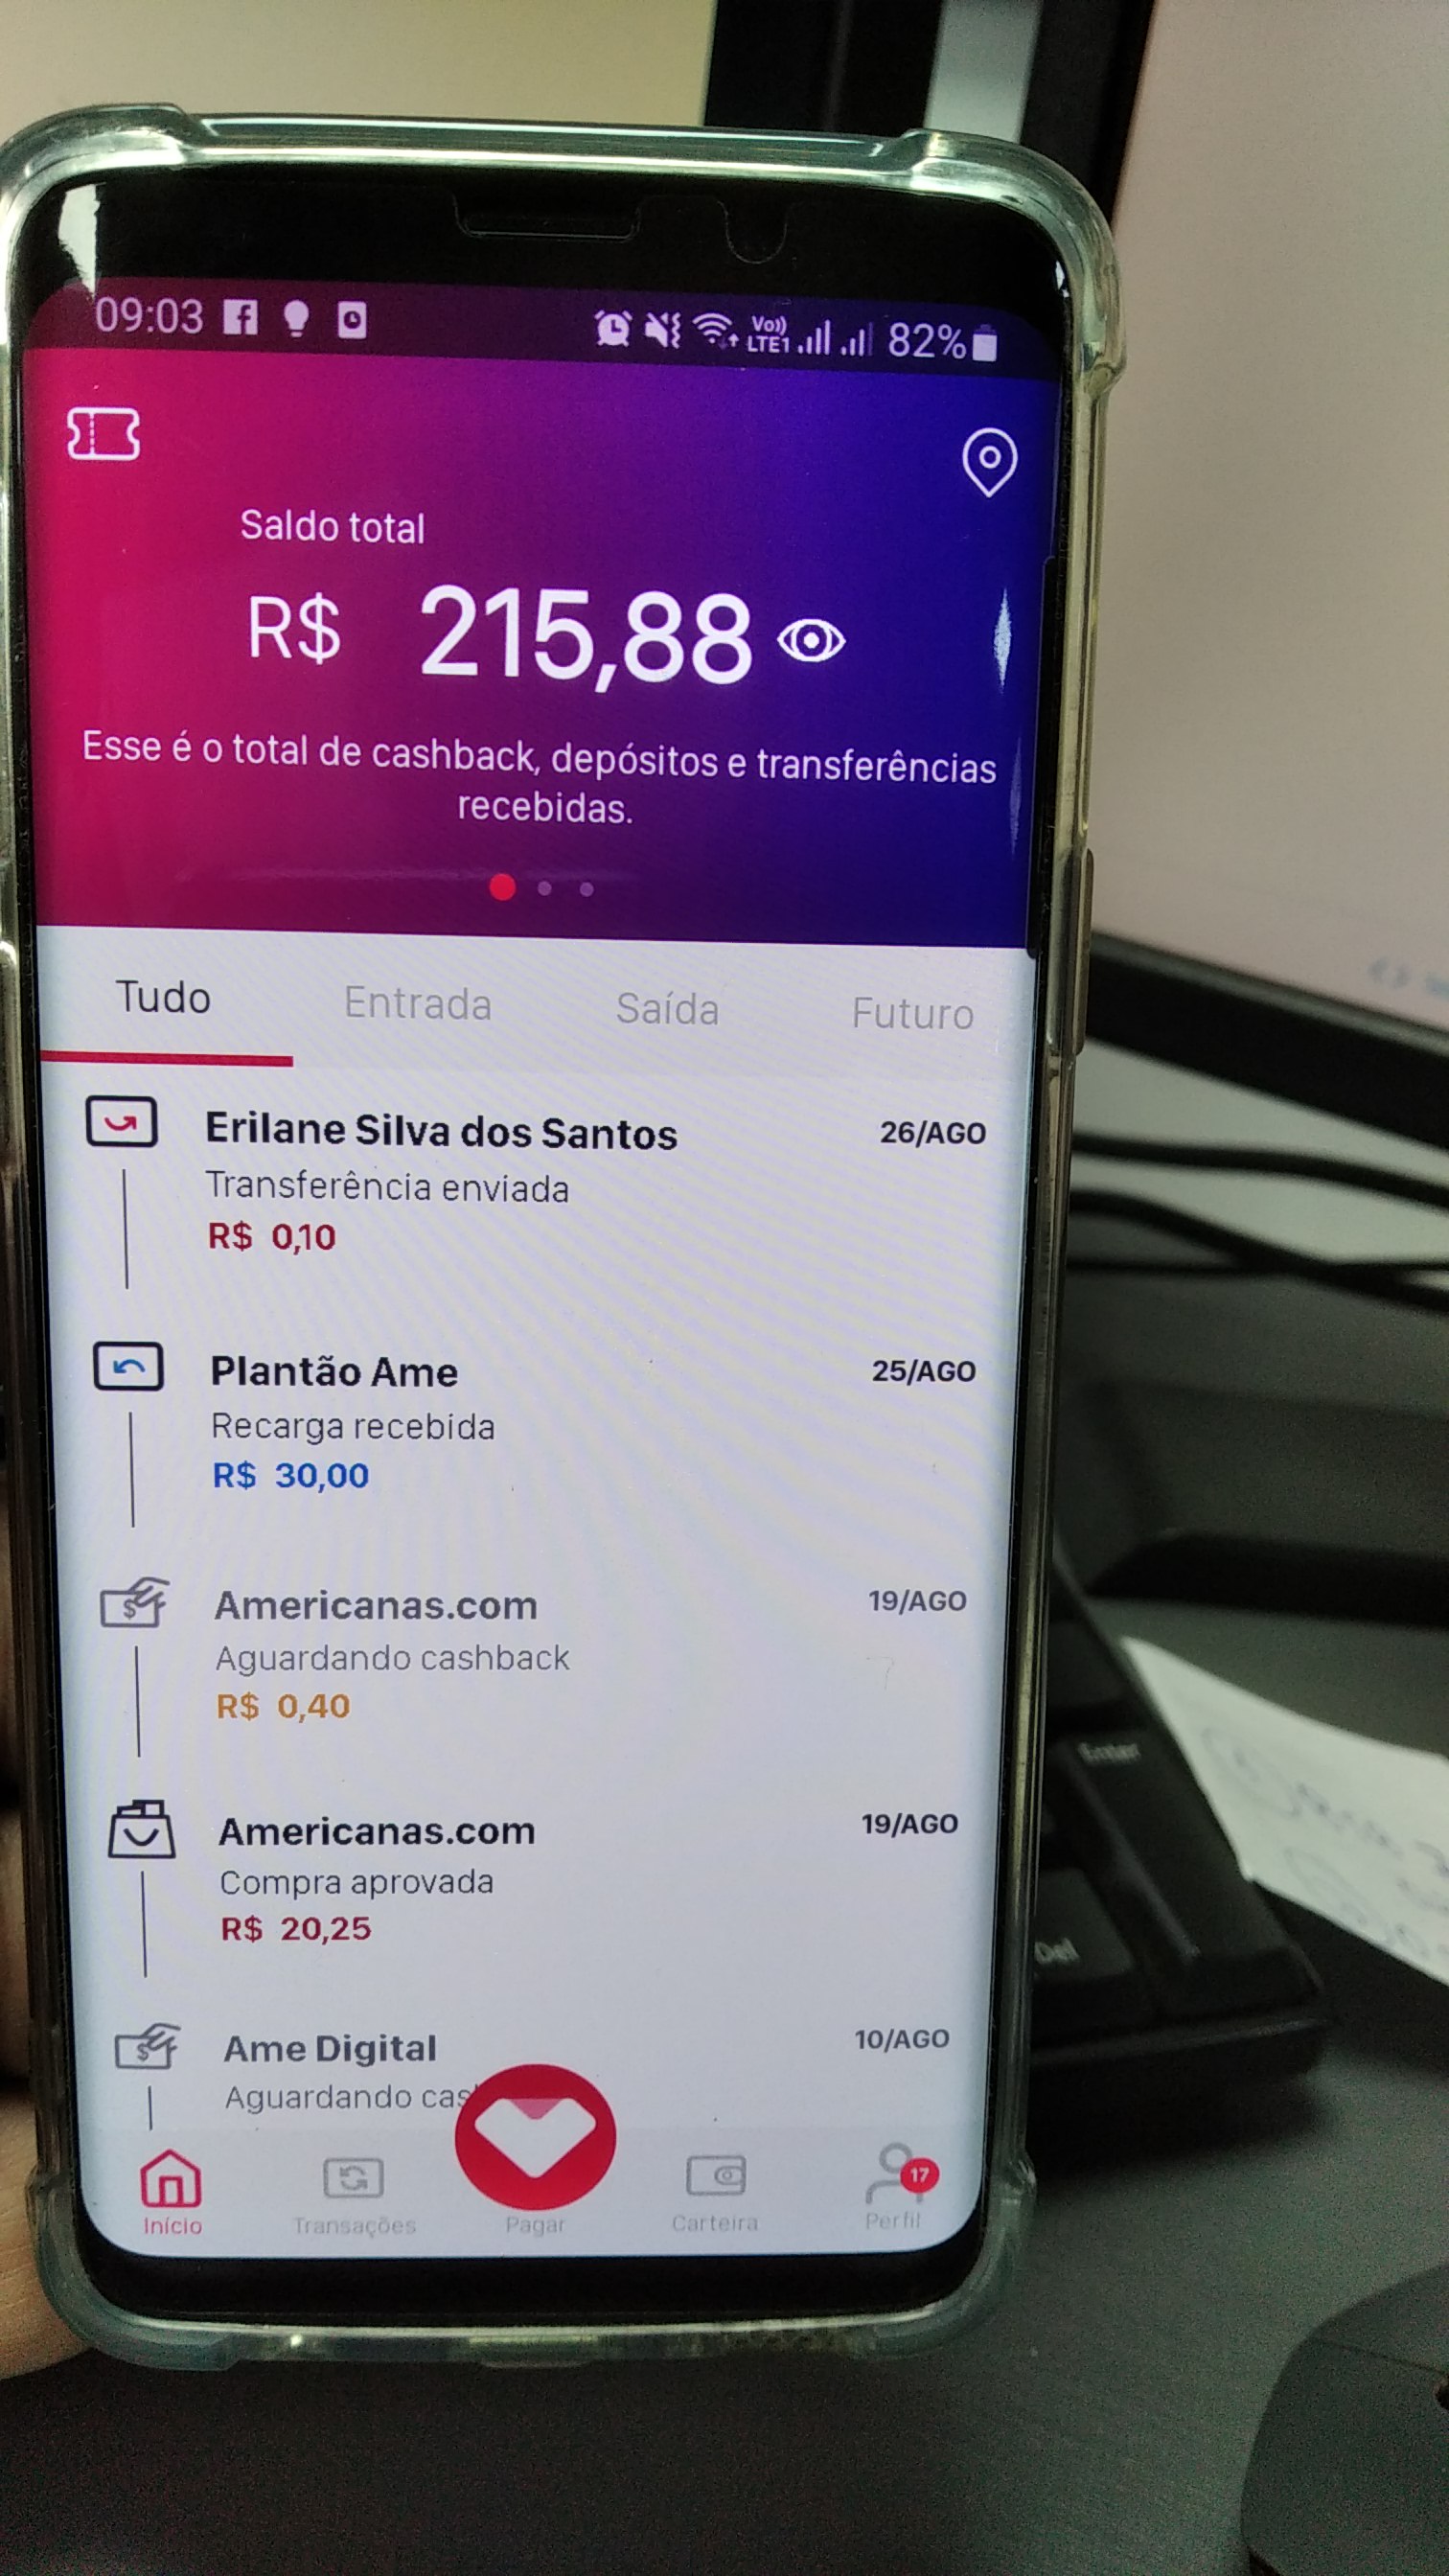 09:03
Vo)) LTE1
82%
Saldo total
R$ 215,88
Esse é o total de cashback, depósitos e transferências
recebidas.
Tudo Entrada Saída Futuro
Erilane Silva dos Santos 26/AGO
Transferência enviada
R$ 0,10
Plantão Ame 25/AGO
Recarga recebida
R$ 30,00
Americanas.com 19/AGO
Aguardando cashback
R$ 0,40
Americanas.com 19/AGO
Compra aprovada
R$ 20,25
Ame Digital 10/AGO
Aguardando cas
17
Início Transações Pagar Carteira Perfil
Enter
Del